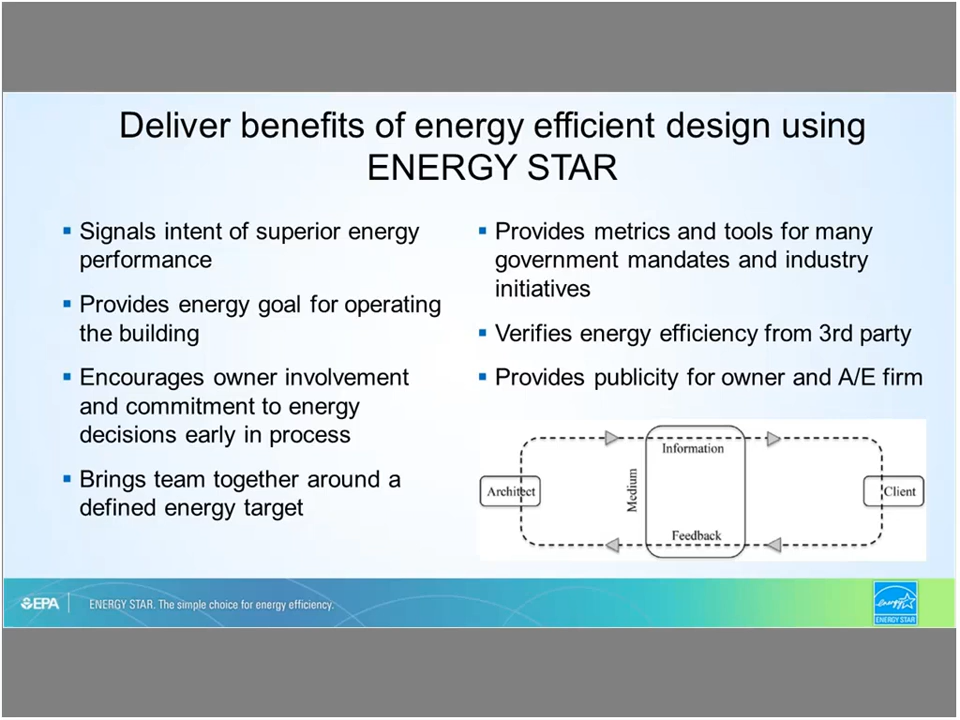 Deliver benefits of energy efficient design using
ENERGY STAR
Signals intent of superior energy
performance
Provides energy goal for operating
the building
Encourages owner involvement
and commitment to energy
decisions early in process
Brings team together around a
defined energy target
Provides metrics and tools for many
government mandates and industry
initiatives
Verifies energy efficiency from 3rd party
Provides publicity for owner and A/E firm
Information
Architect
Medium
Client
Feedback
EPA
ENERGY STAR. The simple choice for energy efficiency.
energy
ENERGY STAR